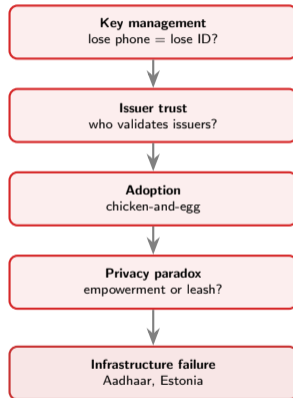 Key management
lose phone = lose ID?
Issuer trust
who validates issuers?
Adoption
chicken-and-egg
Privacy paradox
empowerment or leash?
Infrastructure failure
Aadhaar, Estonia